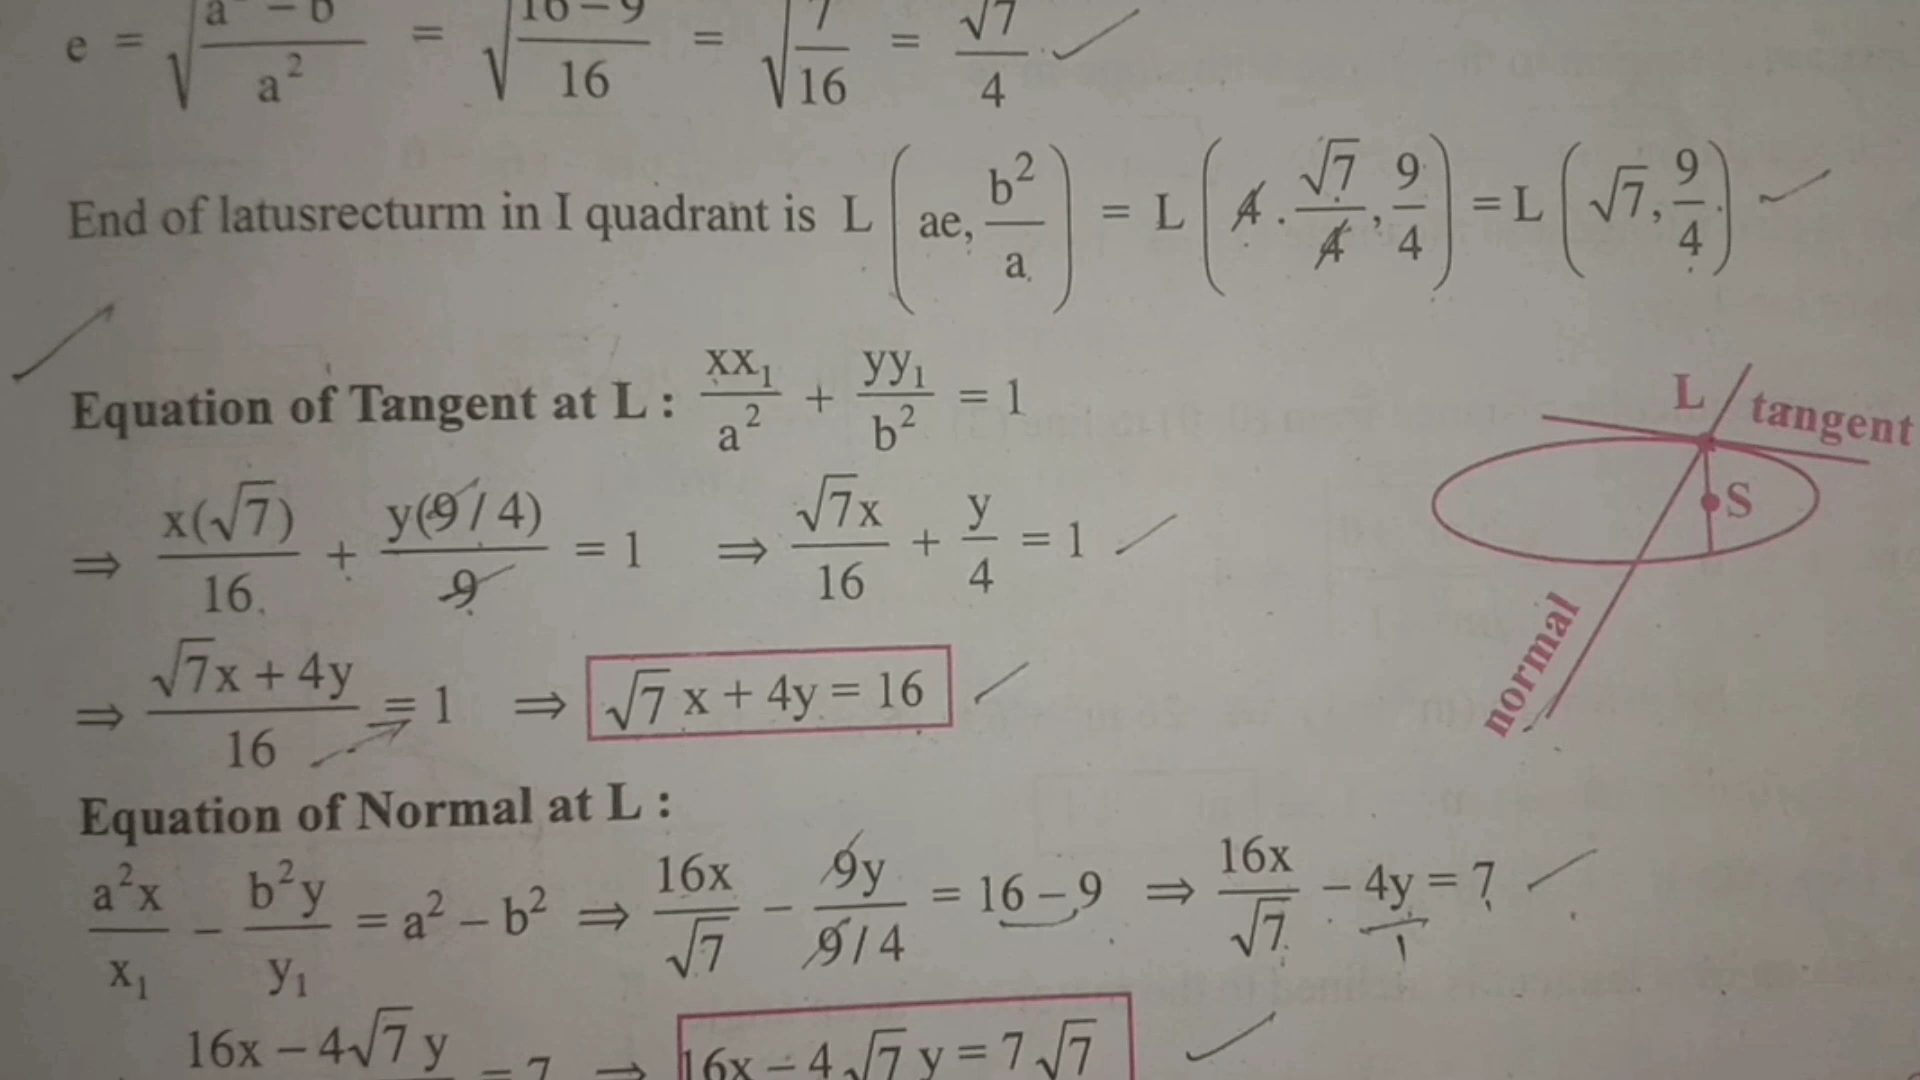 e = √(a² − b²)/a² = √(16 − 9)/16 = √7/16 = √7/4
End of latusrecturm in I quadrant is L (ae, b²/a) = L (4 . √7/4, 9/4) = L (√7, 9/4)
Equation of Tangent at L : xx₁/a² + yy₁/b² = 1
⇒ x(√7)/16 + y(9/4)/9 = 1 ⇒ √7x/16 + y/4 = 1
⇒ (√7x + 4y)/16 = 1 ⇒ √7 x + 4y = 16
L
tangent
S
normal
Equation of Normal at L :
a²x/x₁ − b²y/y₁ = a² − b² ⇒ 16x/√7 − 9y/(9/4) = 16 − 9 ⇒ 16x/√7 − 4y/1 = 7
16x − 4√7 y = 7 ⇒ 16x − 4√7 y = 7√7